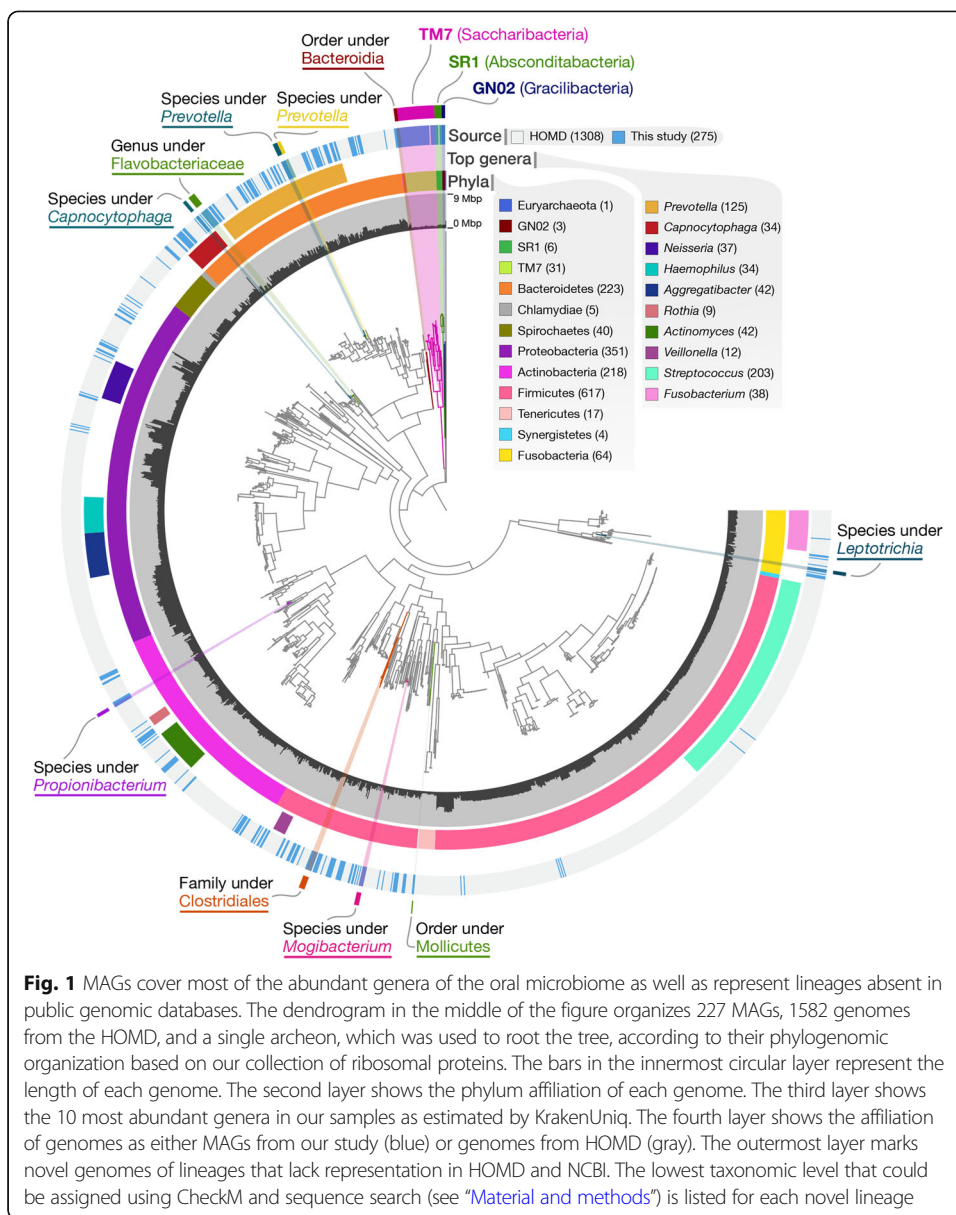 TM7 (Saccharibacteria)
Order under
Bacteroidia
SR1 (Absconditabacteria)
GN02 (Gracilibacteria)
Species under
Prevotella
Species under
Prevotella
Source HOMD (1308) This study (275)
Genus under
Flavobacteriaceae
Top genera
Phyla
Species under
Capnocytophaga
9 Mbp
0 Mbp
Euryarchaeota (1)
GN02 (3)
SR1 (6)
TM7 (31)
Bacteroidetes (223)
Chlamydiae (5)
Spirochaetes (40)
Proteobacteria (351)
Actinobacteria (218)
Firmicutes (617)
Tenericutes (17)
Synergistetes (4)
Fusobacteria (64)
Prevotella (125)
Capnocytophaga (34)
Neisseria (37)
Haemophilus (34)
Aggregatibacter (42)
Rothia (9)
Actinomyces (42)
Veillonella (12)
Streptococcus (203)
Fusobacterium (38)
Species under
Leptotrichia
Species under
Propionibacterium
Family under
Clostridiales
Species under
Mogibacterium
Order under
Mollicutes
Fig. 1 MAGs cover most of the abundant genera of the oral microbiome as well as represent lineages absent in
public genomic databases. The dendrogram in the middle of the figure organizes 227 MAGs, 1582 genomes
from the HOMD, and a single archeon, which was used to root the tree, according to their phylogenomic
organization based on our collection of ribosomal proteins. The bars in the innermost circular layer represent the
length of each genome. The second layer shows the phylum affiliation of each genome. The third layer shows
the 10 most abundant genera in our samples as estimated by KrakenUniq. The fourth layer shows the affiliation
of genomes as either MAGs from our study (blue) or genomes from HOMD (gray). The outermost layer marks
novel genomes of lineages that lack representation in HOMD and NCBI. The lowest taxonomic level that could
be assigned using CheckM and sequence search (see “Material and methods”) is listed for each novel lineage